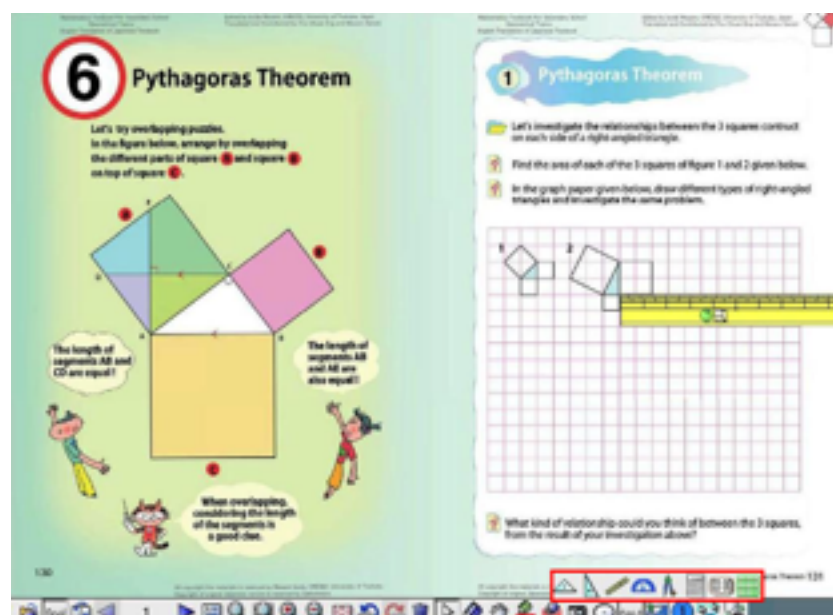 6
Pythagoras Theorem
Let's try overlapping puzzles.
In the figure below, arrange by overlapping
the different parts of square A and square B
on top of square C.
The length of
segments AB and
CD are equal!
The length of
segments AB
and AE are
also equal!
When overlapping,
considering the length
of the segments is
a good clue.
130
1 Pythagoras Theorem
Let's investigate the relationships between the 3 squares contruct
on each side of a right-angled triangle.
Find the area of each of the 3 squares of figure 1 and 2 given below.
In the graph paper given below, draw different types of right-angled
triangles and investigate the same problem.
1 2
What kind of relationship could you think of between the 3 squares,
from the result of your investigation above?
Theorem 131
1